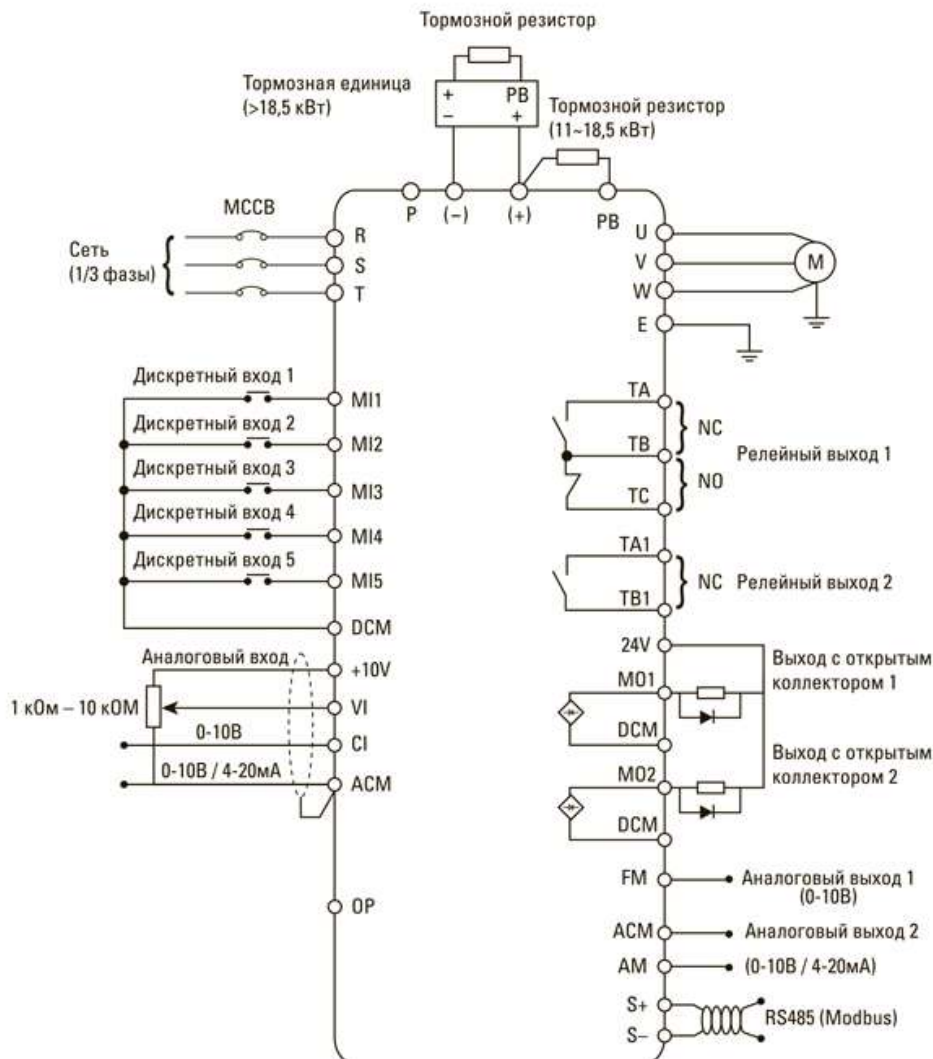 Тормозной резистор
Тормозная единица
(>18,5 кВт)
+ PB
− +
Тормозной резистор
(11~18,5 кВт)
P (−) (+) PB
MCCB
Сеть
(1/3 фазы)
R
S
T
U
V
W
E
M
Дискретный вход 1
MI1
Дискретный вход 2
MI2
Дискретный вход 3
MI3
Дискретный вход 4
MI4
Дискретный вход 5
MI5
DCM
Аналоговый вход
+10V
1 кОм – 10 кОМ
VI
0-10В
CI
0-10В / 4-20мА
ACM
OP
TA
NC
TB
Релейный выход 1
NO
TC
TA1
NC Релейный выход 2
TB1
24V
Выход с открытым
коллектором 1
MO1
DCM
Выход с открытым
коллектором 2
MO2
DCM
FM
Аналоговый выход 1
(0-10В)
ACM
Аналоговый выход 2
AM
(0-10В / 4-20мА)
S+
RS485 (Modbus)
S−